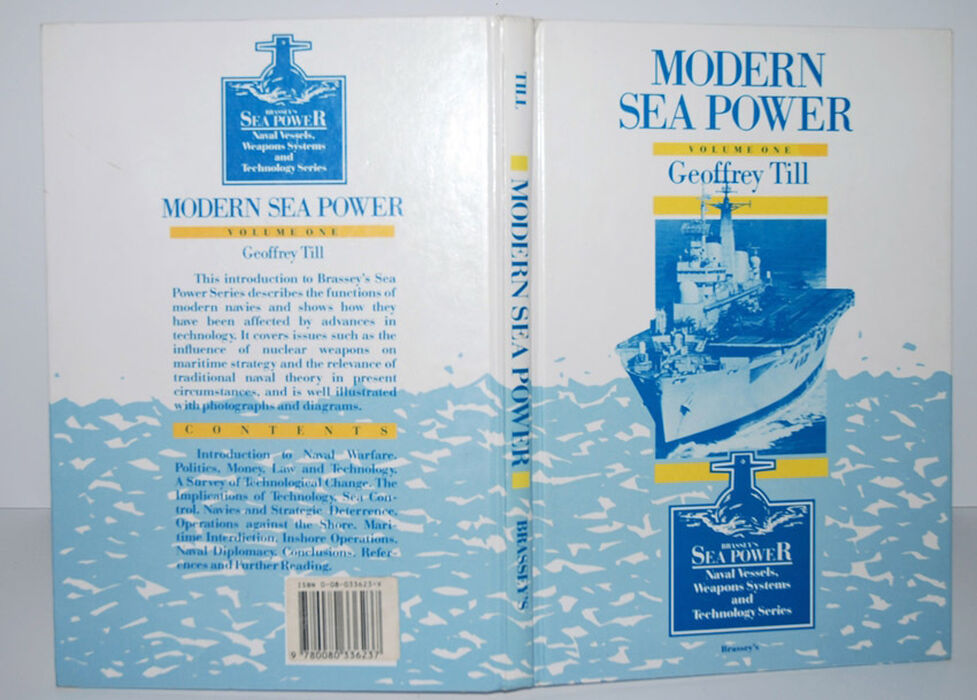 BRASSEY'S
SEA POWER
Naval Vessels,
Weapons Systems
and
Technology Series
MODERN SEA POWER
VOLUME ONE
Geoffrey Till
This introduction to Brassey's Sea
Power Series describes the functions of
modern navies and shows how they
have been affected by advances in
technology. It covers issues such as the
influence of nuclear weapons on
maritime strategy and the relevance of
traditional naval theory in present
circumstances, and is well illustrated
with photographs and diagrams.
CONTENTS
Introduction to Naval Warfare.
Politics, Money, Law and Technology.
A Survey of Technological Change. The
Implications of Technology. Sea Con-
trol. Navies and Strategic Deterrence.
Operations against the Shore. Mari-
time Interdiction. Inshore Operations.
Naval Diplomacy. Conclusions. Refer-
ences and Further Reading.
ISBN 0-08-033623-X
9 780080 336237
TILL
MODERN SEA POWER
BRASSEY'S
MODERN
SEA POWER
VOLUME ONE
Geoffrey Till
BRASSEY'S
SEA POWER
Naval Vessels,
Weapons Systems
and
Technology Series
Brassey's